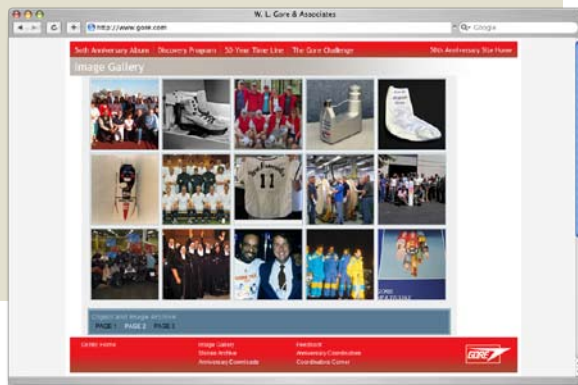 W. L. Gore & Associates
http://www.gore.com
Google
50th Anniversary Album Discovery Program 50-Year Time Line The Gore Challenge 50th Anniversary Site Home
Image Gallery
11
Object and Image Archive
PAGE 1 PAGE 2 PAGE 3
Image Gallery Feedback
Stories Archive Anniversary Coordinators
Anniversary Downloads Coordinators Corner
GORE